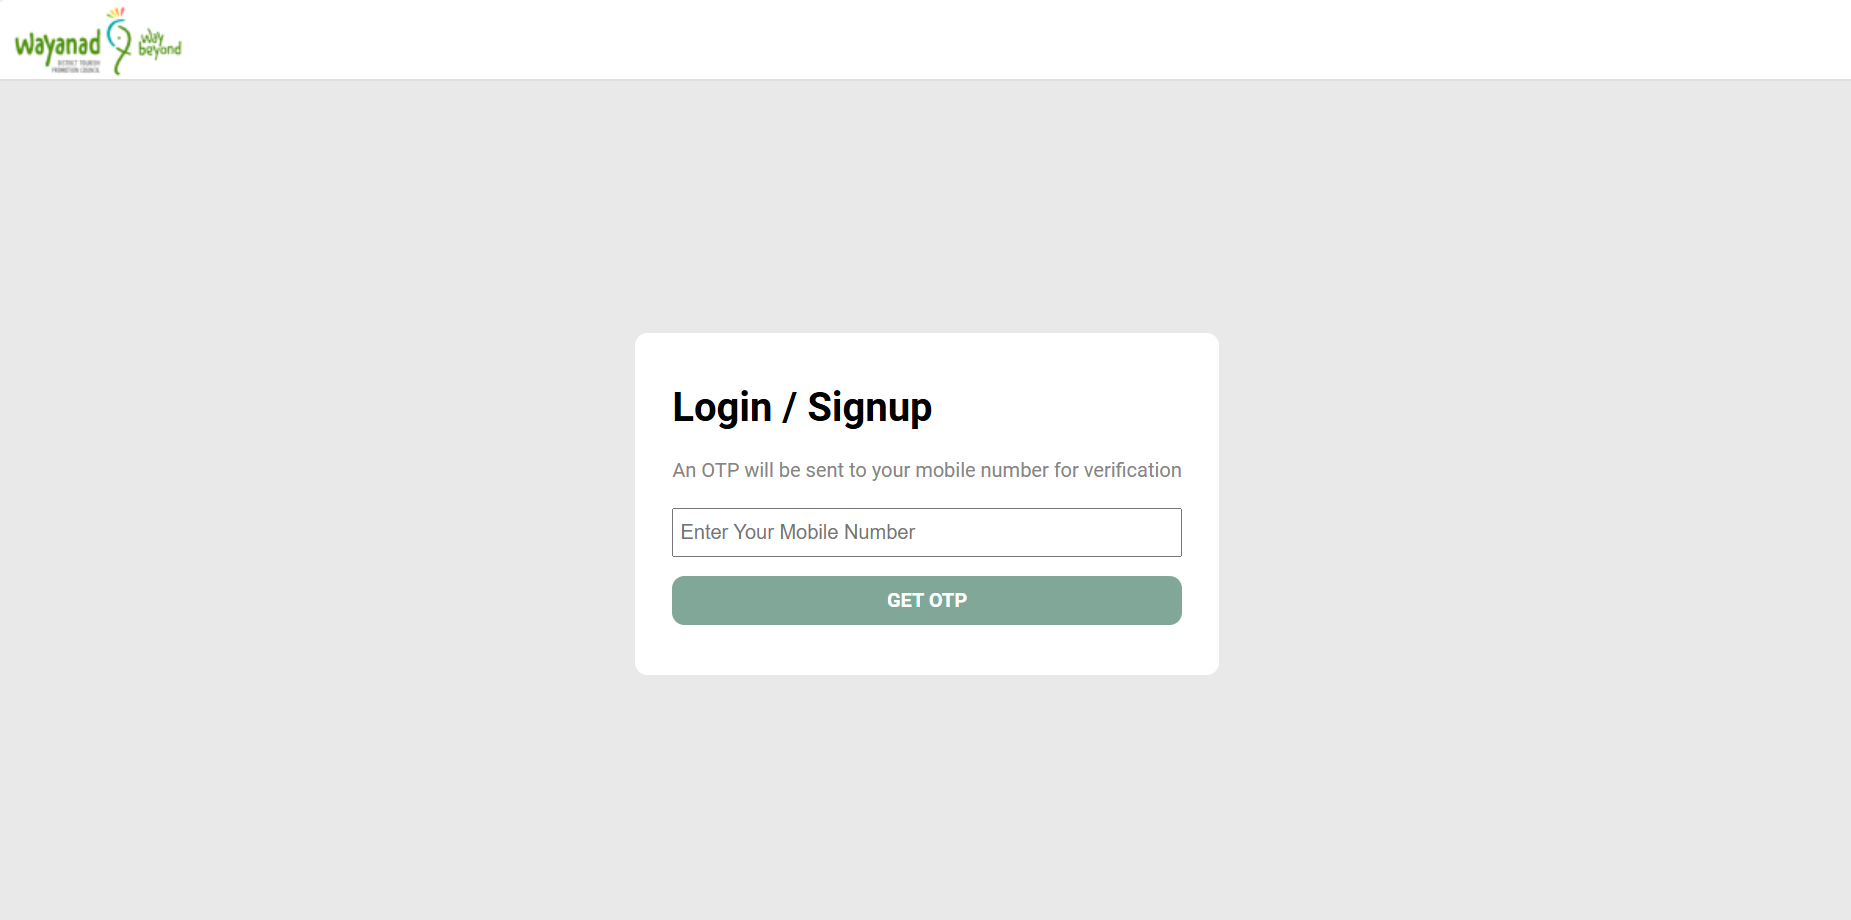 wayanad
way
beyond
DISTRICT TOURISM
PROMOTION COUNCIL
Login / Signup
An OTP will be sent to your mobile number for verification
Enter Your Mobile Number
GET OTP